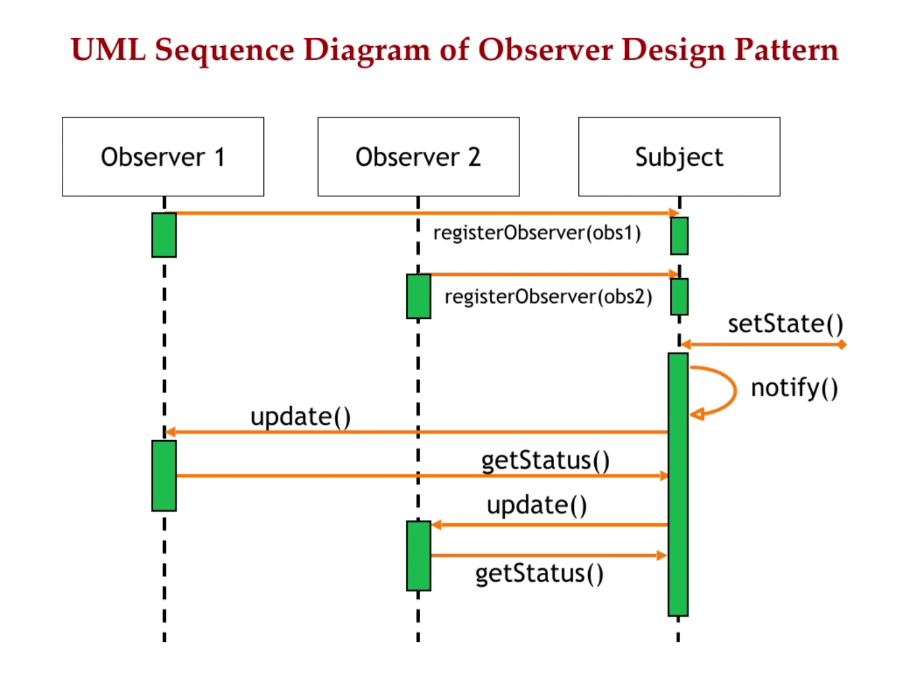 UML Sequence Diagram of Observer Design Pattern
Observer 1
Observer 2
Subject
registerObserver(obs1)
registerObserver(obs2)
setState()
notify()
update()
getStatus()
update()
getStatus()